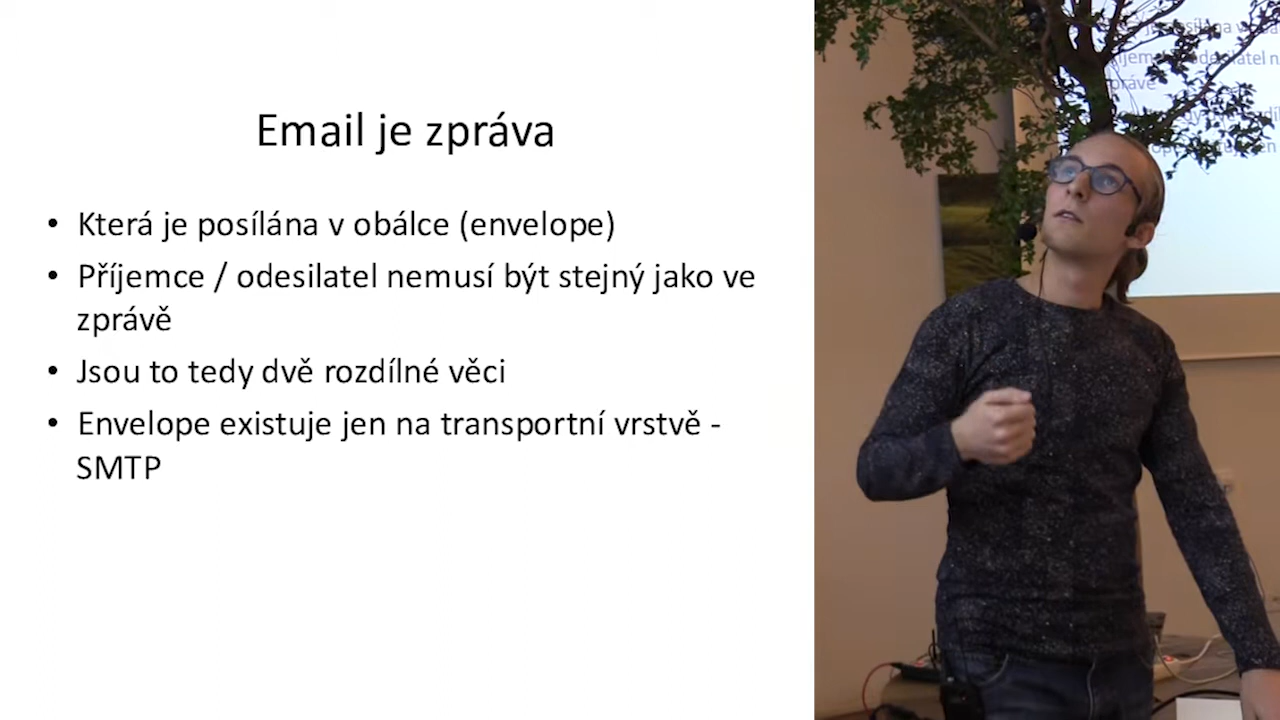 Email je zpráva
• Která je posílána v obálce (envelope)
• Příjemce / odesilatel nemusí být stejný jako ve
zprávě
• Jsou to tedy dvě rozdílné věci
• Envelope existuje jen na transportní vrstvě -
SMTP